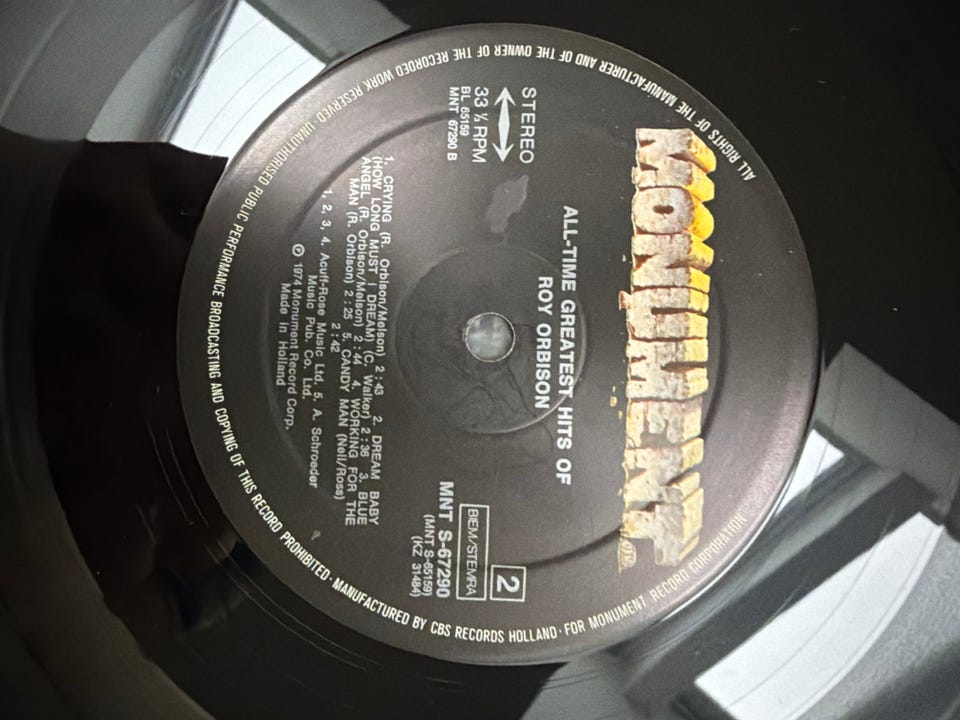 ALL RIGHTS OF THE MANUFACTURER AND OF THE OWNER OF THE RECORDED WORK RESERVED · UNAUTHORISED PUBLIC PERFORMANCE BROADCASTING AND COPYING OF THIS RECORD PROHIBITED · MANUFACTURED BY CBS RECORDS HOLLAND · FOR MONUMENT RECORD CORPORATION
MONUMENT
ALL-TIME GREATEST HITS OF
ROY ORBISON
STEREO
33 ⅓ RPM
BL 65159
MNT 67290 B
2
BIEM/STEMRA
MNT S-67290
(MNT S-65159)
(KZ 31484)
1. CRYING (R. Orbison/Melson) 2:43 2. DREAM BABY
(HOW LONG MUST I DREAM) (C. Walker) 2:36 3. BLUE
ANGEL (R. Orbison/Melson) 2:44 4. WORKING FOR THE
MAN (R. Orbison) 2:25 5. CANDY MAN (Neil/Ross)
2:42
1, 2, 3, 4. Acuff-Rose Music Ltd, 5. A. Schroeder
Music Pub. Co. Ltd.
℗ 1974 Monument Record Corp.
Made in Holland